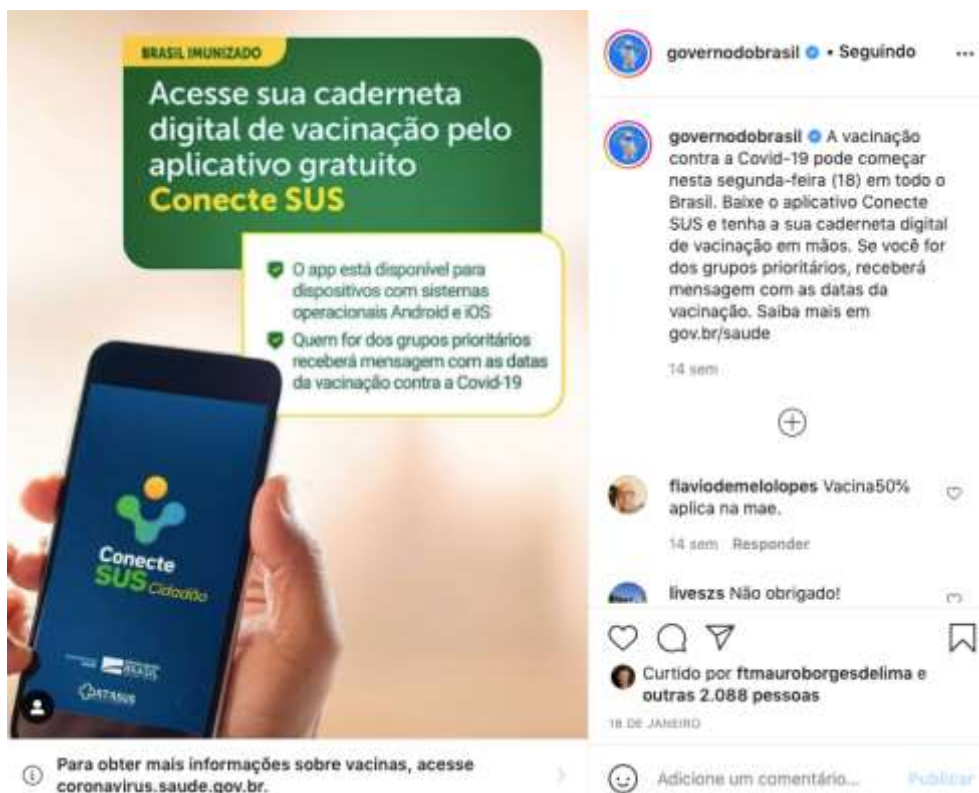 BRASIL IMUNIZADO
Acesse sua caderneta
digital de vacinação pelo
aplicativo gratuito
Conecte SUS
O app está disponível para
dispositivos com sistemas
operacionais Android e iOS
Quem for dos grupos prioritários
receberá mensagem com as datas
da vacinação contra a Covid-19
Conecte
SUS Cidadão
BRASIL
DATASUS
Para obter mais informações sobre vacinas, acesse
coronavirus.saude.gov.br.
governodobrasil • Seguindo
governodobrasil A vacinação
contra a Covid-19 pode começar
nesta segunda-feira (18) em todo o
Brasil. Baixe o aplicativo Conecte
SUS e tenha a sua caderneta digital
de vacinação em mãos. Se você for
dos grupos prioritários, receberá
mensagem com as datas da
vacinação. Saiba mais em
gov.br/saude
14 sem
flaviodemelolopes Vacina50%
aplica na mae.
14 sem Responder
liveszs Não obrigado!
Curtido por ftmauroborgesdelima e
outras 2.088 pessoas
18 DE JANEIRO
Adicione um comentário... Publicar